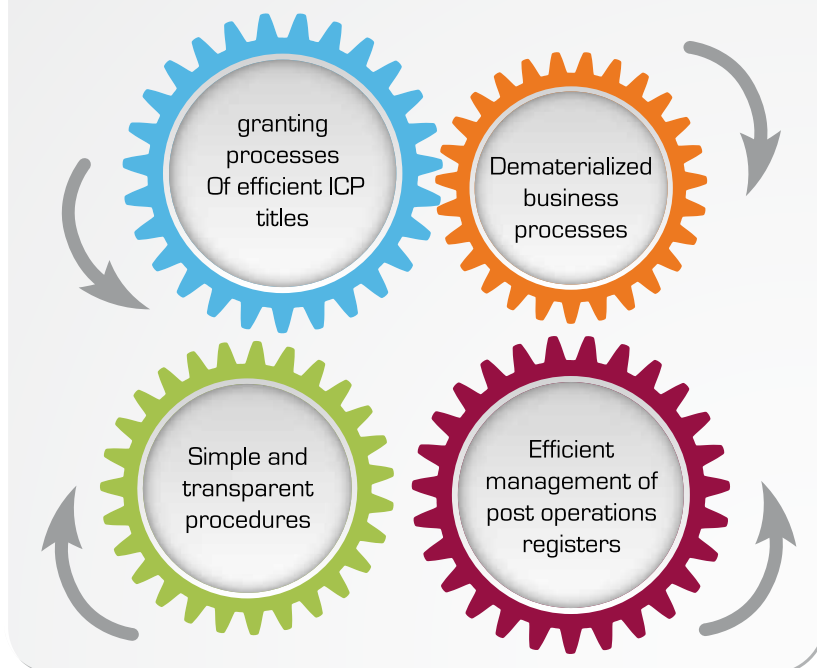 granting
processes
Of efficient ICP
titles
Dematerialized
business
processes
Simple and
transparent
procedures
Efficient
management of
post operations
registers